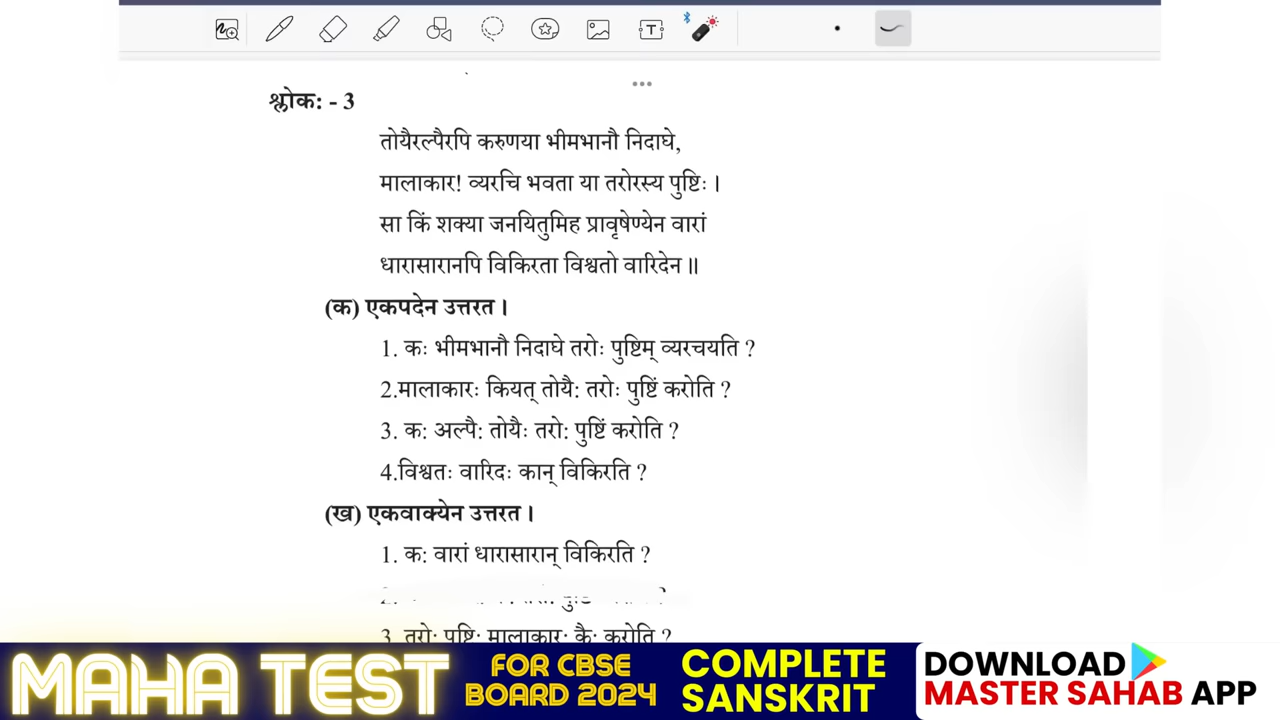 श्लोक: - 3
तोयैरल्पैरपि करुणया भीमभानौ निदाघे,
मालाकार! व्यरचि भवता या तरोरस्य पुष्टिः ।
सा किं शक्या जनयितुमिह प्रावृषेण्येन वारां
धारासारानपि विकिरता विश्वतो वारिदेन ॥
(क) एकपदेन उत्तरत ।
1. कः भीमभानौ निदाघे तरोः पुष्टिम् व्यरचयति ?
2.मालाकारः कियत् तोयै: तरोः पुष्टिं करोति ?
3. क: अल्पै: तोयैः तरो: पुष्टिं करोति ?
4.विश्वतः वारिदः कान् विकिरति ?
(ख) एकवाक्येन उत्तरत ।
1. क: वारां धारासारान् विकिरति ?
3. तरो: पुष्टि: मालाकार: कै: करोति ?
MAHA TEST
FOR CBSE
BOARD 2024
COMPLETE
SANSKRIT
DOWNLOAD
MASTER SAHAB APP